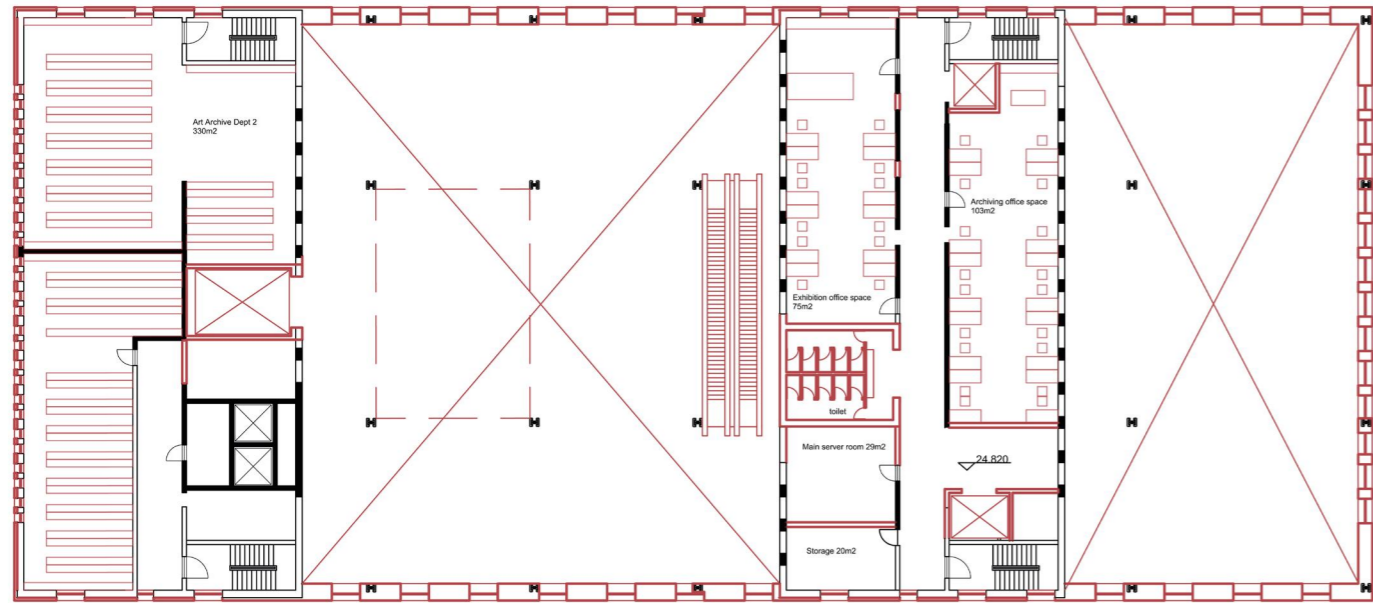 Art Archive Dept 2
330m2
Archiving office space
103m2
Exhibition office space
75m2
toilet
Main server room 29m2
24.820
Storage 20m2